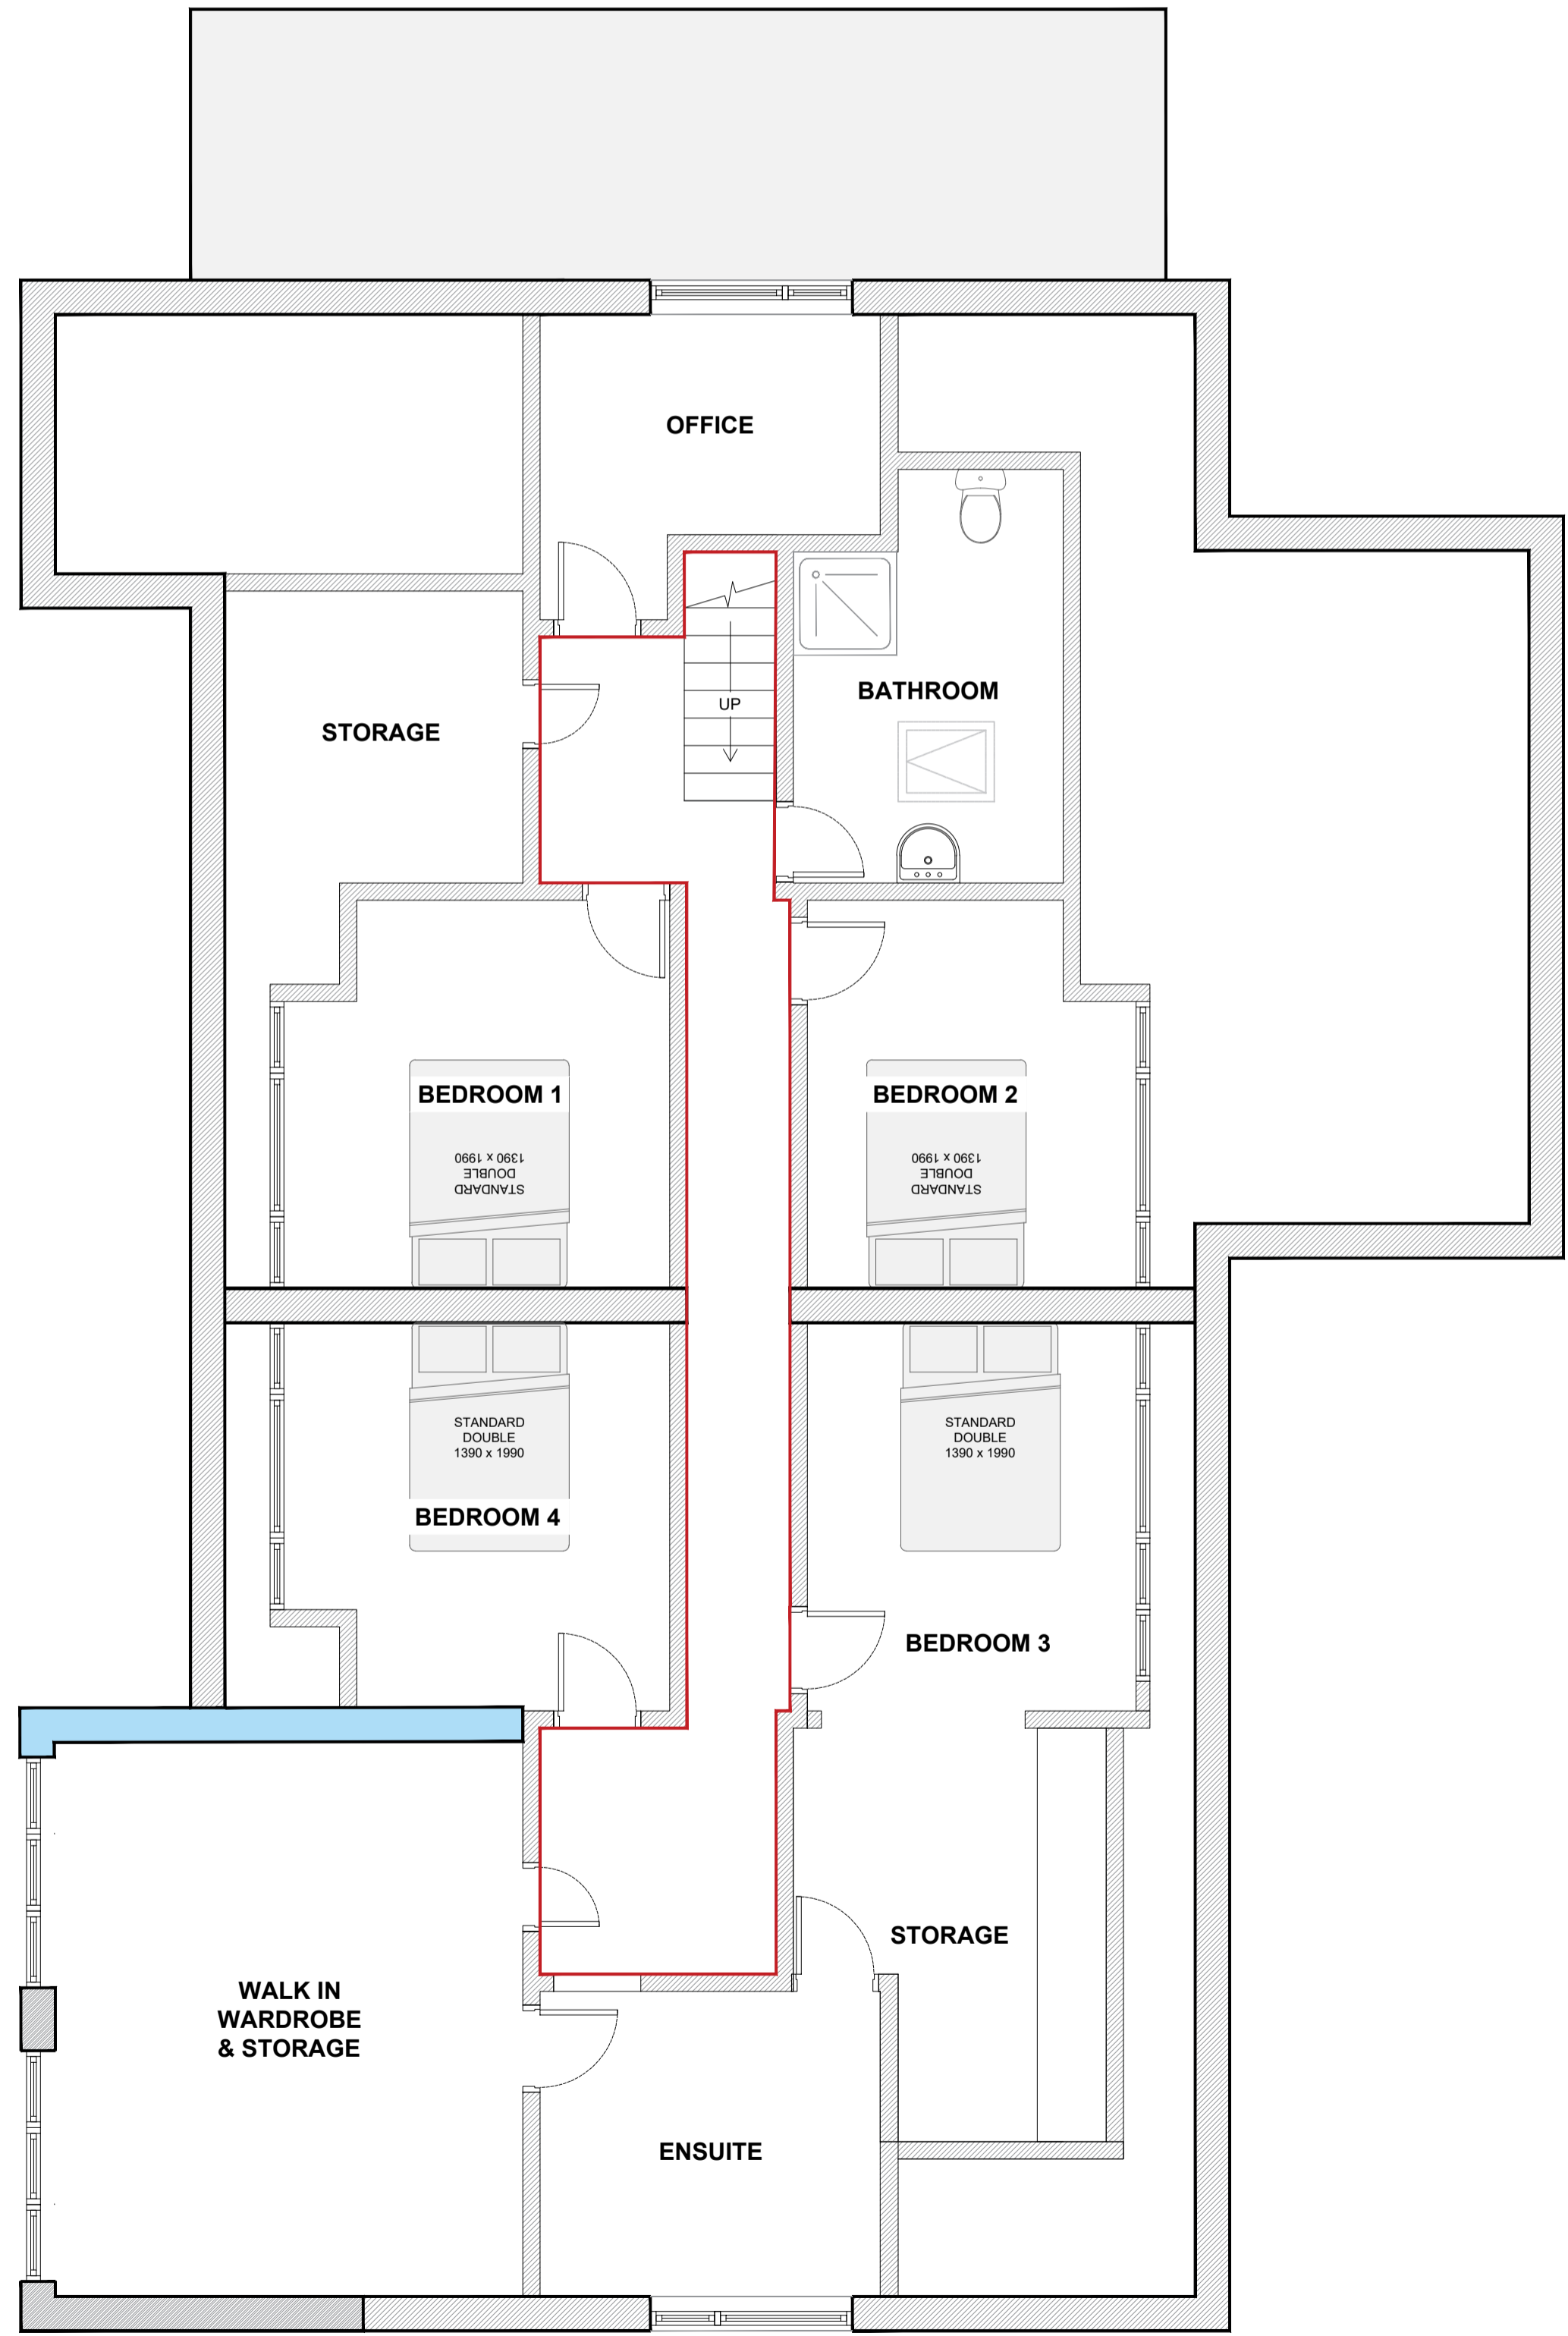 OFFICE
BATHROOM
UP
STORAGE
BEDROOM 1
STANDARD
DOUBLE
1390 x 1990
BEDROOM 2
STANDARD
DOUBLE
1390 x 1990
STANDARD
DOUBLE
1390 x 1990
BEDROOM 4
STANDARD
DOUBLE
1390 x 1990
BEDROOM 3
STORAGE
WALK IN
WARDROBE
& STORAGE
ENSUITE